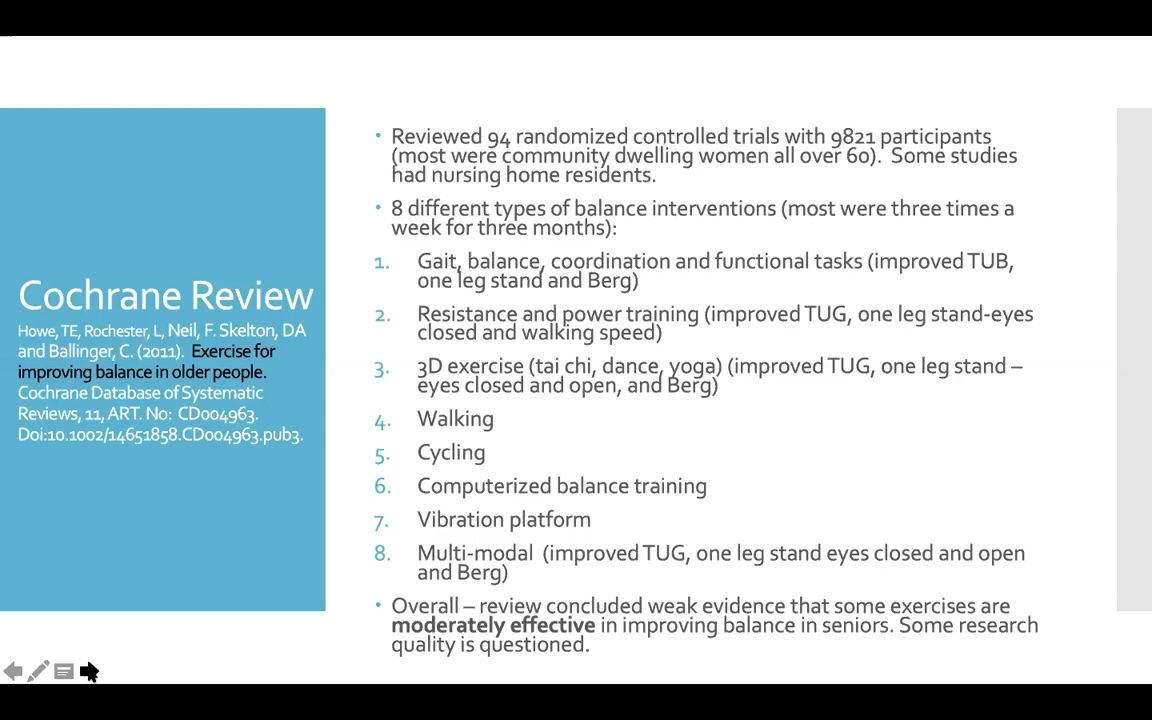 Cochrane Review
Howe, TE, Rochester, L, Neil, F. Skelton, DA
and Ballinger, C. (2011). Exercise for
improving balance in older people.
Cochrane Database of Systematic
Reviews, 11, ART. No: CD004963.
Doi:10.1002/14651858.CD004963.pub3.
• Reviewed 94 randomized controlled trials with 9821 participants
(most were community dwelling women all over 60). Some studies
had nursing home residents.
• 8 different types of balance interventions (most were three times a
week for three months):
1. Gait, balance, coordination and functional tasks (improved TUB,
one leg stand and Berg)
2. Resistance and power training (improved TUG, one leg stand-eyes
closed and walking speed)
3. 3D exercise (tai chi, dance, yoga) (improved TUG, one leg stand –
eyes closed and open, and Berg)
4. Walking
5. Cycling
6. Computerized balance training
7. Vibration platform
8. Multi-modal (improved TUG, one leg stand eyes closed and open
and Berg)
• Overall – review concluded weak evidence that some exercises are
moderately effective in improving balance in seniors. Some research
quality is questioned.